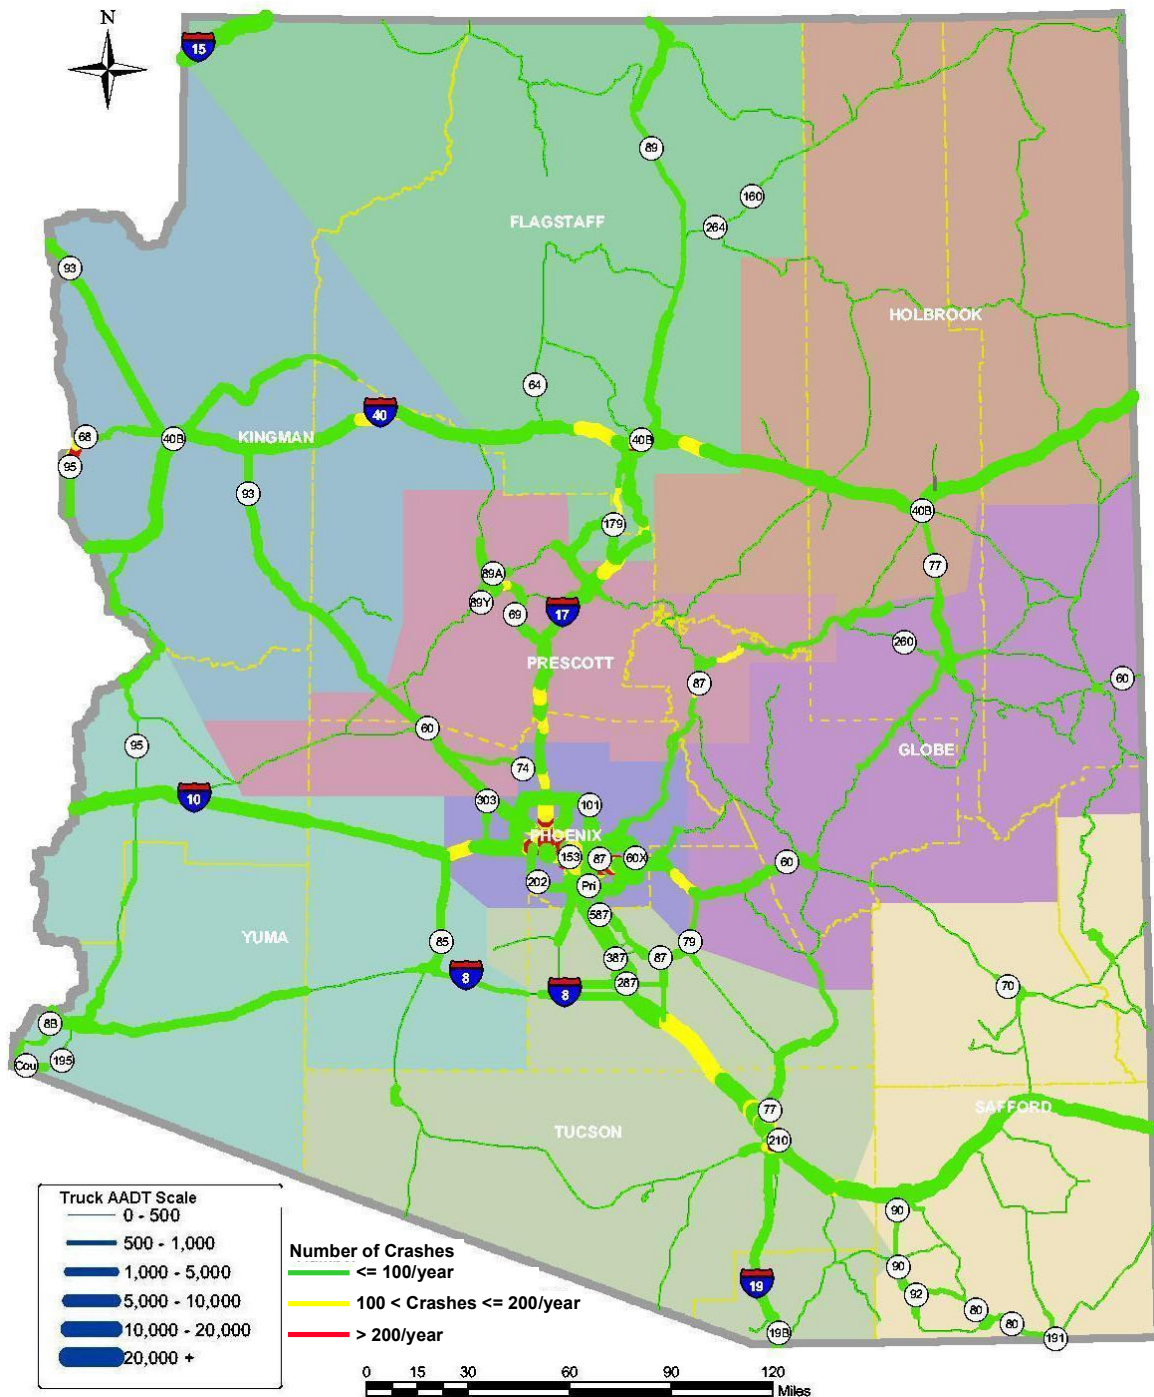 N
15
89
160
264
FLAGSTAFF
93
HOLBROOK
64
40
68
40B
KINGMAN
40B
95
93
40B
179
77
89A
89Y
69
17
260
PRESCOTT
87
60
60
95
GLOBE
74
10
303
101
PHOENIX
153
87
60X
60
202
Pri
587
YUMA
85
79
387
87
8
287
8
70
8B
Cou
195
77
SAFFORD
TUCSON
210
90
90
19
92
80
80
19B
191
Truck AADT Scale
0 - 500
500 - 1,000
1,000 - 5,000
5,000 - 10,000
10,000 - 20,000
20,000 +
Number of Crashes
<= 100/year
100 < Crashes <= 200/year
> 200/year
0 15 30 60 90 120
Miles